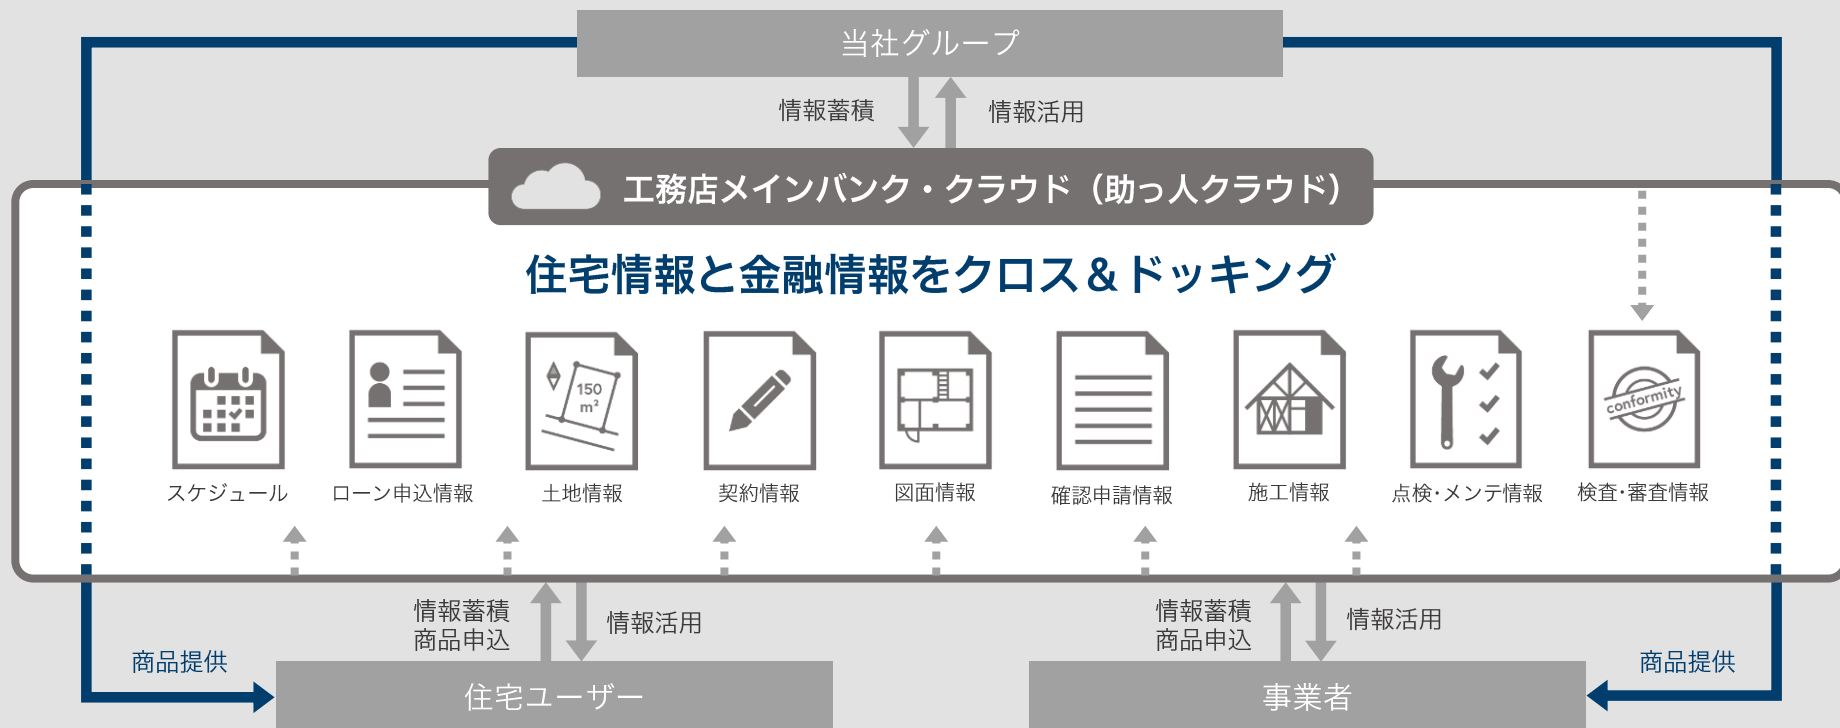 当社グループ
情報蓄積
情報活用
工務店メインバンク・クラウド（助っ人クラウド）
住宅情報と金融情報をクロス＆ドッキング
150
m²
conformity
スケジュール
ローン申込情報
土地情報
契約情報
図面情報
確認申請情報
施工情報
点検・メンテ情報
検査・審査情報
情報蓄積
商品申込
情報活用
情報蓄積
商品申込
情報活用
商品提供
商品提供
住宅ユーザー
事業者